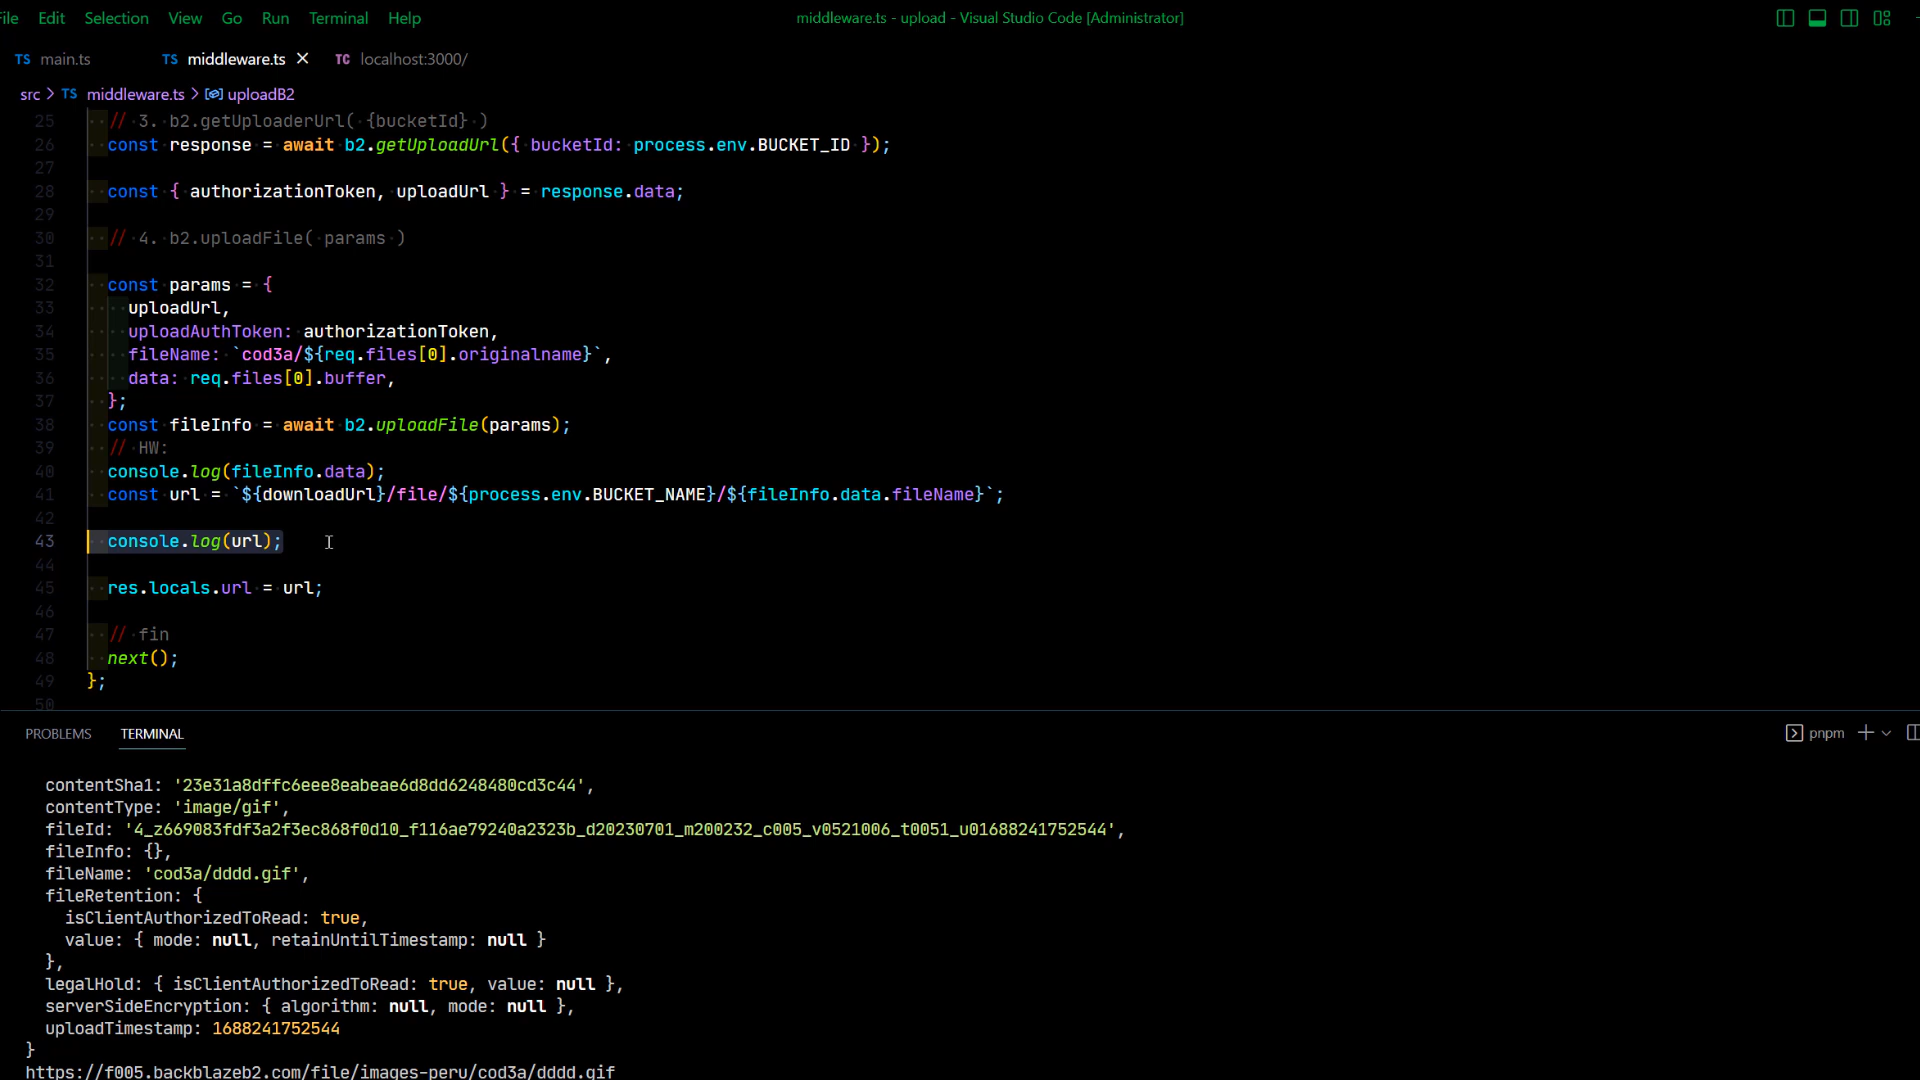 File Edit Selection View Go Run Terminal Help
middleware.ts - upload - Visual Studio Code [Administrator]
TS main.ts TS middleware.ts TC localhost:3000/
src > TS middleware.ts > uploadB2
25 // 3. b2.getUploaderUrl( {bucketId} )
26 const response = await b2.getUploadUrl({ bucketId: process.env.BUCKET_ID });
27
28 const { authorizationToken, uploadUrl } = response.data;
29
30 // 4. b2.uploadFile( params )
31
32 const params = {
33 uploadUrl,
34 uploadAuthToken: authorizationToken,
35 fileName: `cod3a/${req.files[0].originalname}`,
36 data: req.files[0].buffer,
37 };
38 const fileInfo = await b2.uploadFile(params);
39 // HW:
40 console.log(fileInfo.data);
41 const url = `${downloadUrl}/file/${process.env.BUCKET_NAME}/${fileInfo.data.fileName}`;
42
43 console.log(url);
44
45 res.locals.url = url;
46
47 // fin
48 next();
49 };
50
PROBLEMS TERMINAL
pnpm
contentSha1: '23e31a8dffc6eee8eabeae6d8dd6248480cd3c44',
contentType: 'image/gif',
fileId: '4_z669083fdf3a2f3ec868f0d10_f116ae79240a2323b_d20230701_m200232_c005_v0521006_t0051_u01688241752544',
fileInfo: {},
fileName: 'cod3a/dddd.gif',
fileRetention: {
isClientAuthorizedToRead: true,
value: { mode: null, retainUntilTimestamp: null }
},
legalHold: { isClientAuthorizedToRead: true, value: null },
serverSideEncryption: { algorithm: null, mode: null },
uploadTimestamp: 1688241752544
}
https://f005.backblazeb2.com/file/images-peru/cod3a/dddd.gif